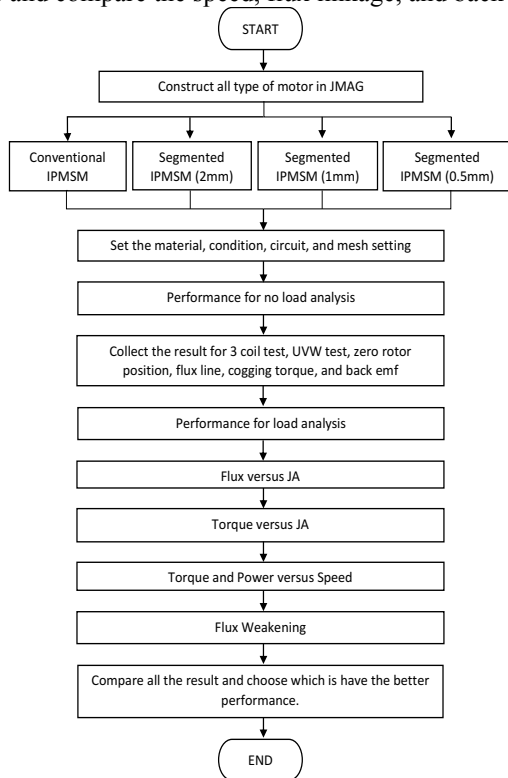 and compare the speed, flux linkage, and back
START
Construct all type of motor in JMAG
Conventional
IPMSM
Segmented
IPMSM (2mm)
Segmented
IPMSM (1mm)
Segmented
IPMSM (0.5mm)
Set the material, condition, circuit, and mesh setting
Performance for no load analysis
Collect the result for 3 coil test, UVW test, zero rotor
position, flux line, cogging torque, and back emf
Performance for load analysis
Flux versus JA
Torque versus JA
Torque and Power versus Speed
Flux Weakening
Compare all the result and choose which is have the better
performance.
END